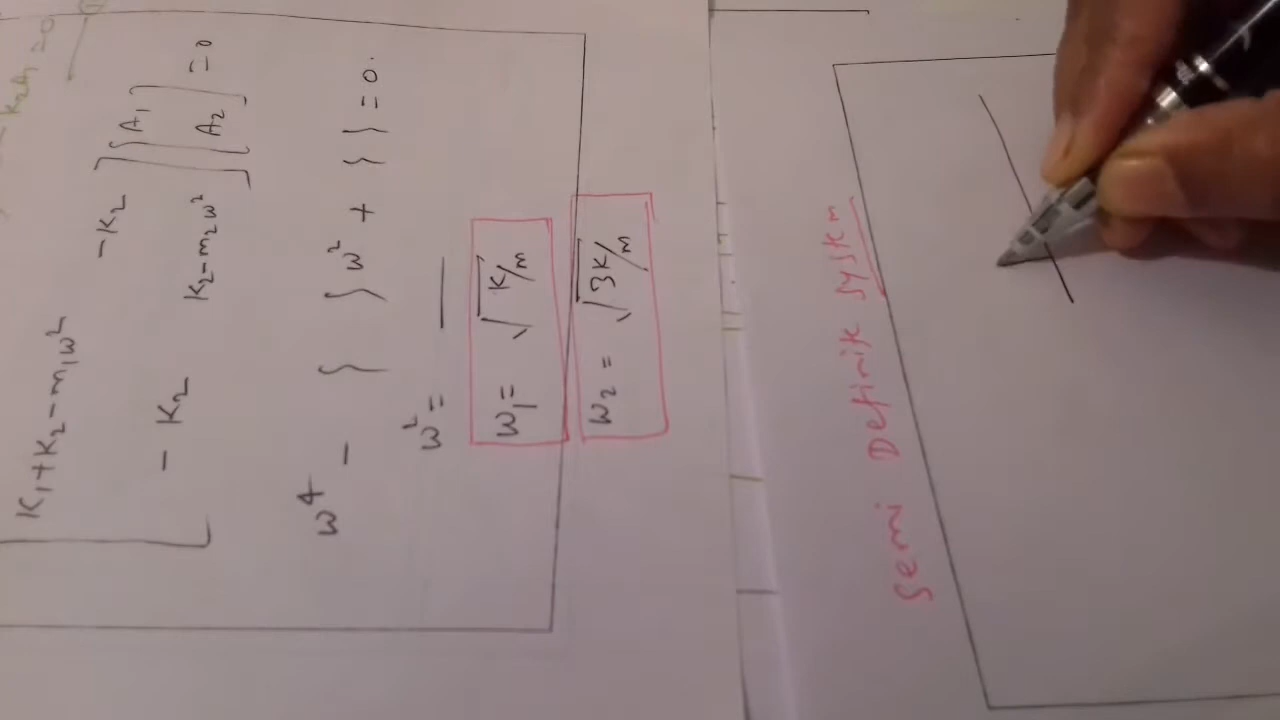 K₁+K₂-m₁ω² -K₂
-K₂ K₂-m₂ω² {A₁ A₂} =0
ω⁴ - { } ω² + { } =0.
ω² = —
ω₁= √K/m
ω₂ = √3K/m
Semi Definite System